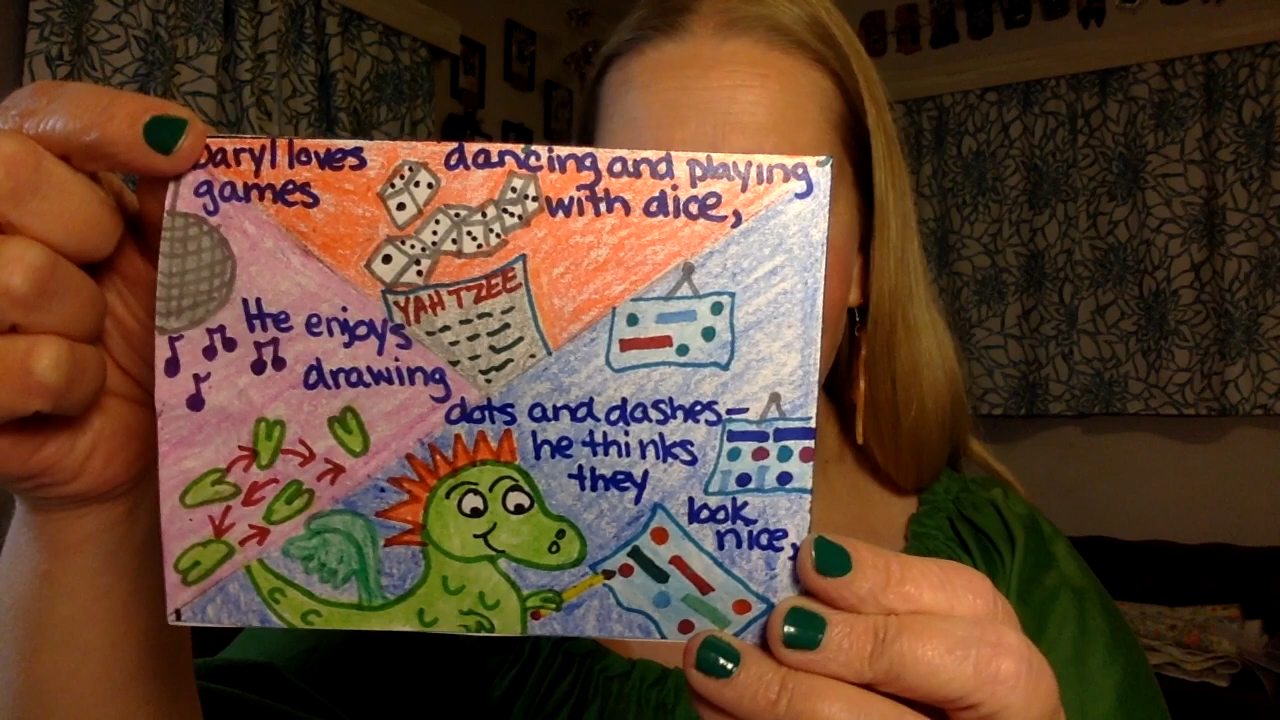 Daryl loves dancing and playing
games with dice,
YAHTZEE
He enjoys
drawing
dots and dashes-
he thinks
they
look
nice,